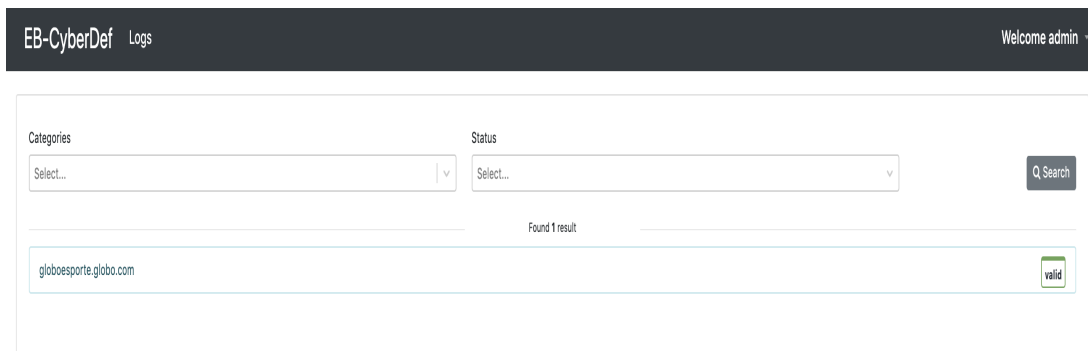 EB-CyberDef Logs Welcome admin
Categories Status
Select... Select... Search
Found 1 result
globoesporte.globo.com valid